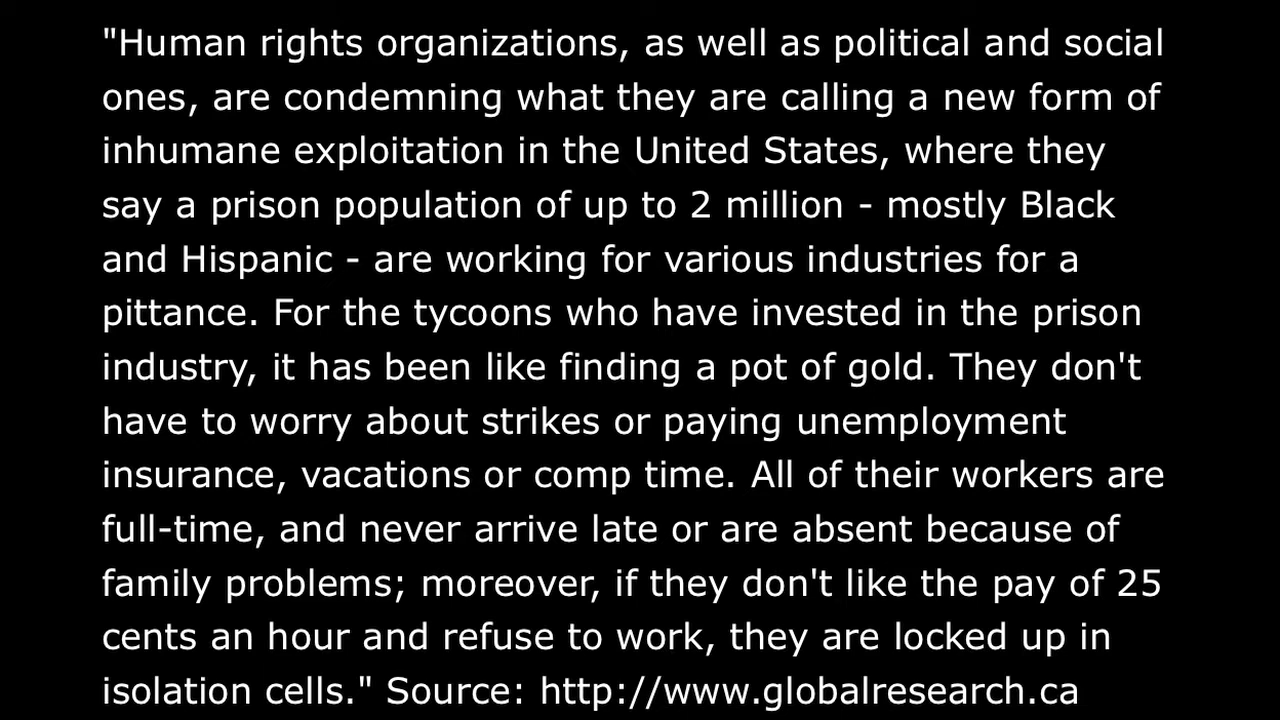 "Human rights organizations, as well as political and social
ones, are condemning what they are calling a new form of
inhumane exploitation in the United States, where they
say a prison population of up to 2 million - mostly Black
and Hispanic - are working for various industries for a
pittance. For the tycoons who have invested in the prison
industry, it has been like finding a pot of gold. They don't
have to worry about strikes or paying unemployment
insurance, vacations or comp time. All of their workers are
full-time, and never arrive late or are absent because of
family problems; moreover, if they don't like the pay of 25
cents an hour and refuse to work, they are locked up in
isolation cells." Source: http://www.globalresearch.ca